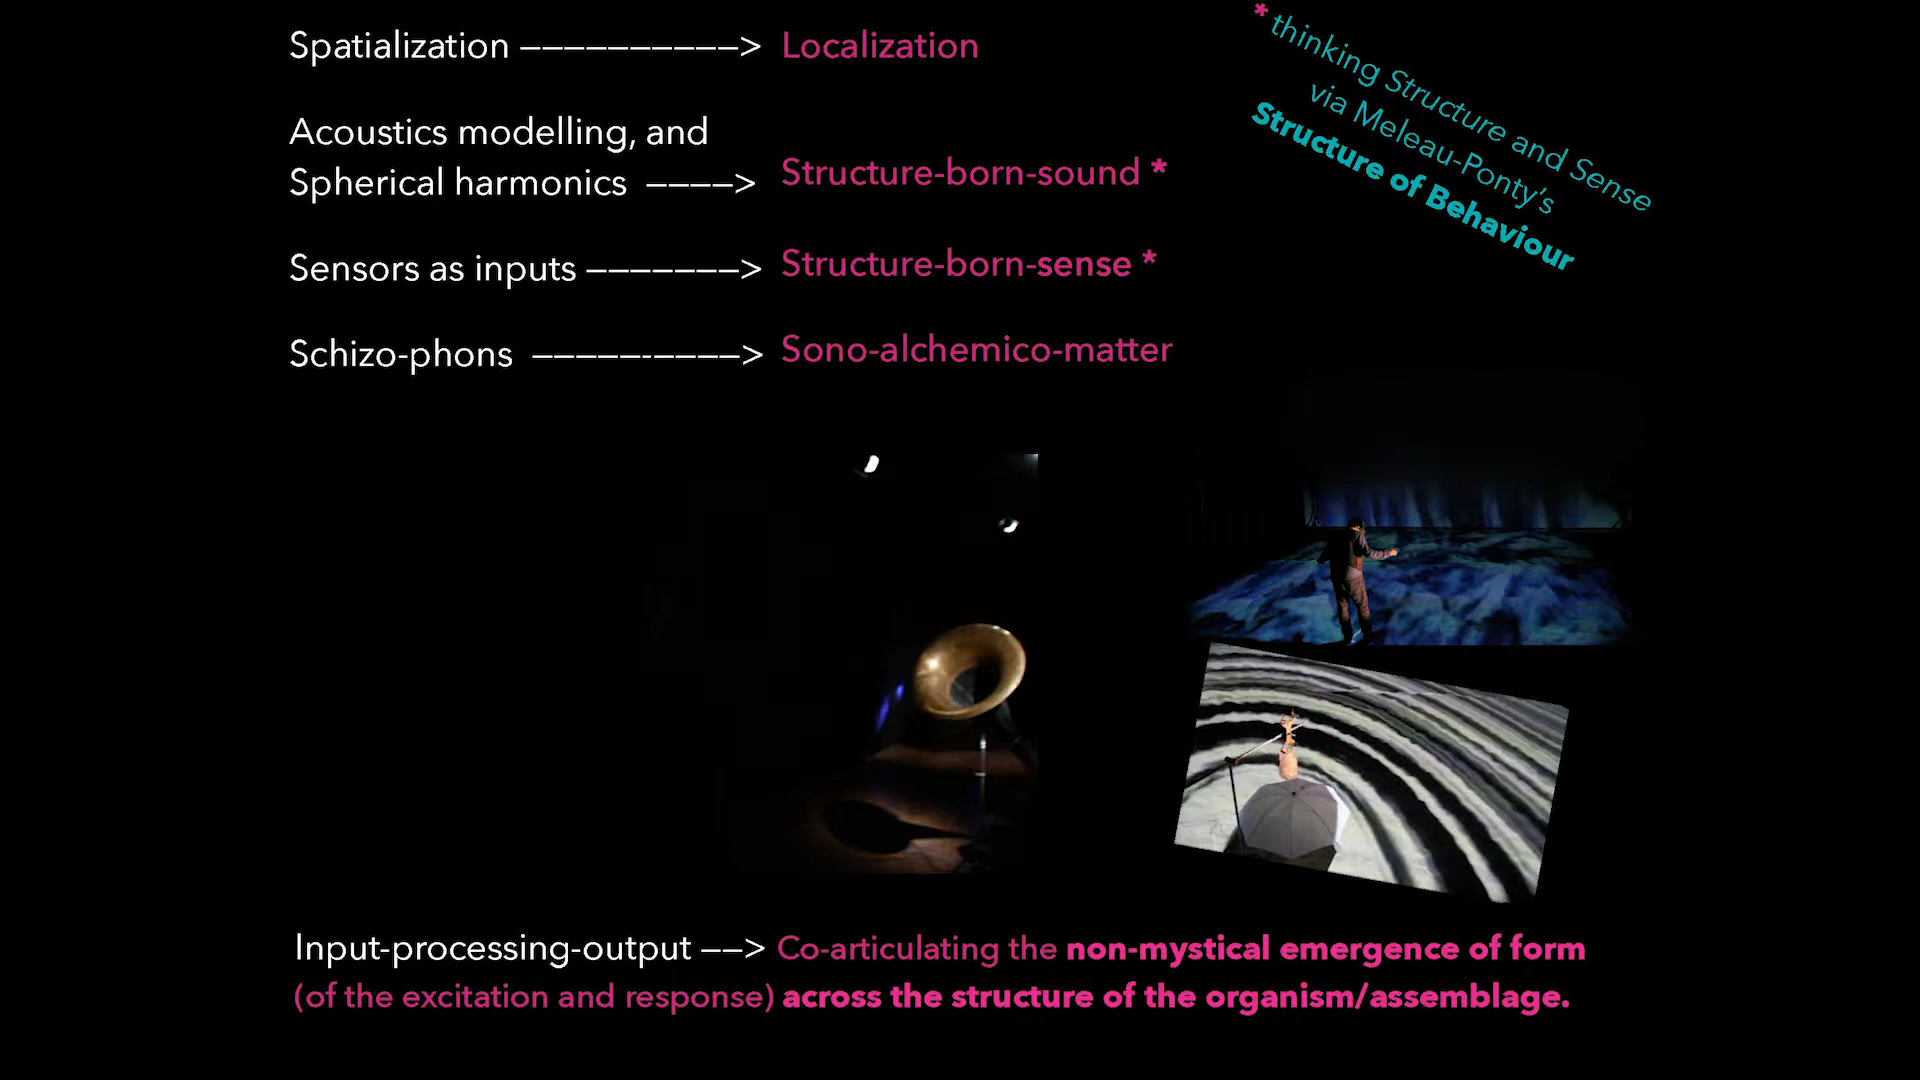 Spatialization ----------> Localization
Acoustics modelling, and
Spherical harmonics ----> Structure-born-sound *
Sensors as inputs -------> Structure-born-sense *
Schizo-phons ----------> Sono-alchemico-matter
* thinking Structure and Sense
via Meleau-Ponty's
Structure of Behaviour
Input-processing-output --> Co-articulating the non-mystical emergence of form
(of the excitation and response) across the structure of the organism/assemblage.